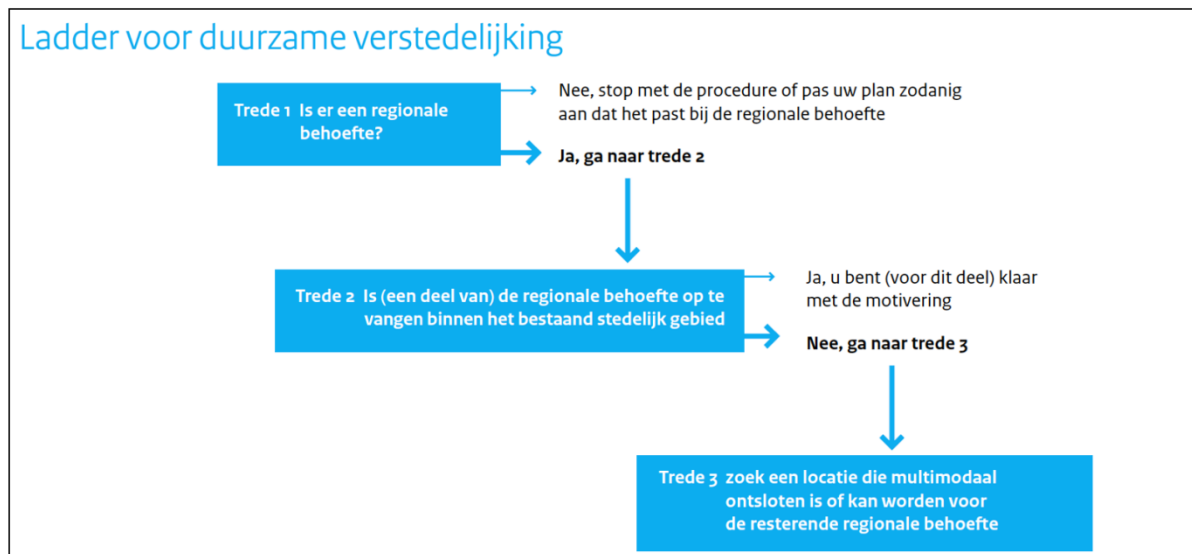 Ladder voor duurzame verstedelijking
Trede 1 Is er een regionale
behoefte?
Nee, stop met de procedure of pas uw plan zodanig
aan dat het past bij de regionale behoefte
Ja, ga naar trede 2
Trede 2 Is (een deel van) de regionale behoefte op te
vangen binnen het bestaand stedelijk gebied
Ja, u bent (voor dit deel) klaar
met de motivering
Nee, ga naar trede 3
Trede 3 zoek een locatie die multimodaal
ontsloten is of kan worden voor
de resterende regionale behoefte